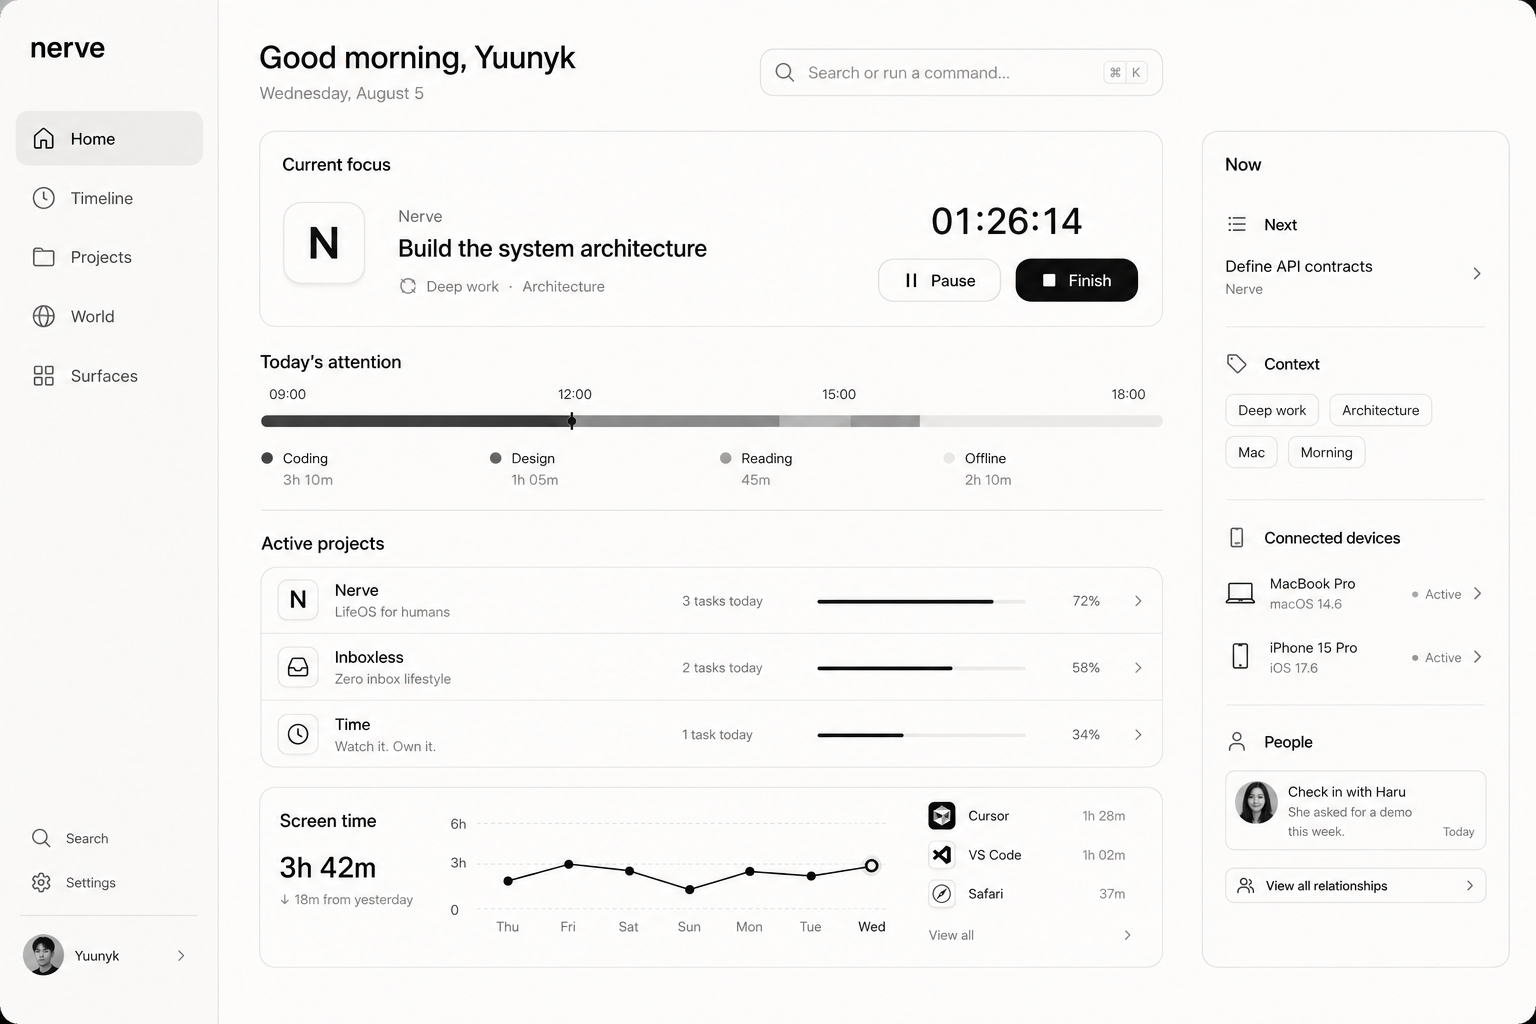 nerve
Home
Timeline
Projects
World
Surfaces
Search
Settings
Yuunyk
Good morning, Yuunyk
Wednesday, August 5
Search or run a command...
⌘ K
Current focus
N
Nerve
Build the system architecture
Deep work · Architecture
01:26:14
Pause
Finish
Today's attention
09:00 12:00 15:00 18:00
Coding
3h 10m
Design
1h 05m
Reading
45m
Offline
2h 10m
Active projects
N
Nerve
LifeOS for humans
3 tasks today
72%
Inboxless
Zero inbox lifestyle
2 tasks today
58%
Time
Watch it. Own it.
1 task today
34%
Screen time
3h 42m
↓ 18m from yesterday
6h
3h
0
Thu Fri Sat Sun Mon Tue Wed
Cursor 1h 28m
VS Code 1h 02m
Safari 37m
View all
Now
Next
Define API contracts
Nerve
Context
Deep work
Architecture
Mac
Morning
Connected devices
MacBook Pro
macOS 14.6
Active
iPhone 15 Pro
iOS 17.6
Active
People
Check in with Haru
She asked for a demo
this week.
Today
View all relationships